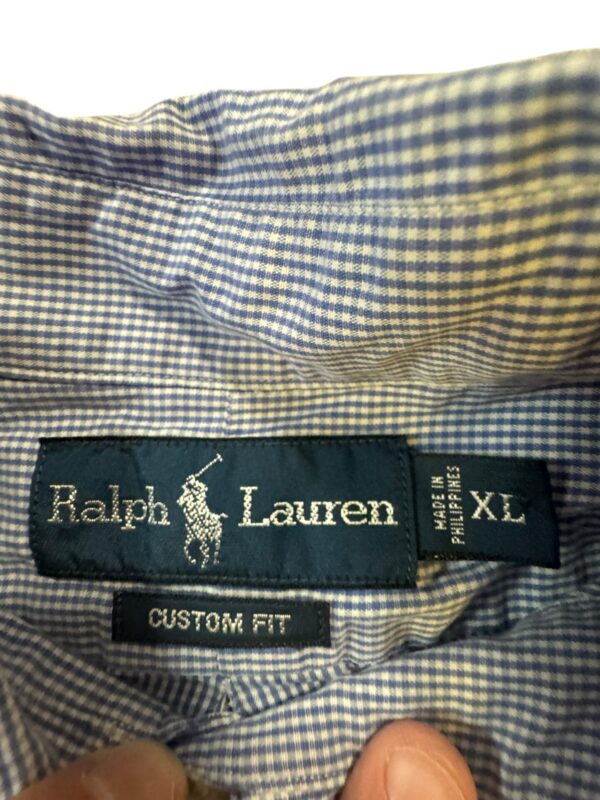 Ralph Lauren
MADE IN
PHILIPPINES
XL
CUSTOM FIT